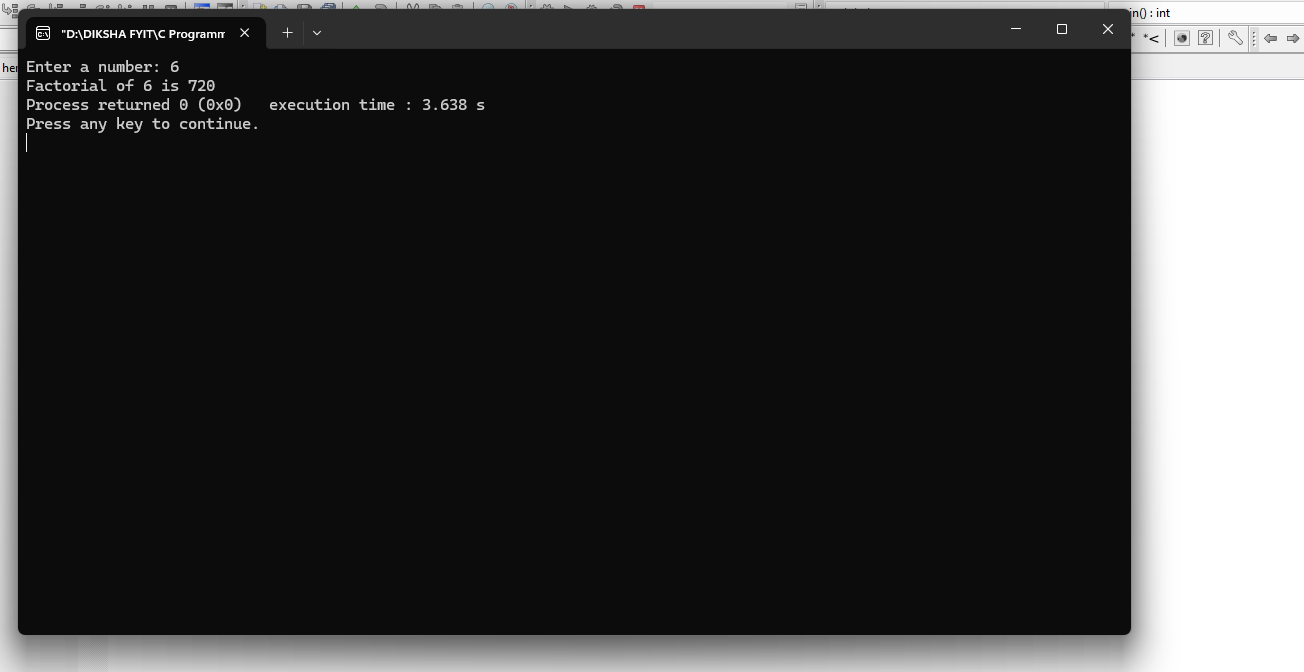 in() : int
"D:\DIKSHA FYIT\C Programm
*<
her
Enter a number: 6
Factorial of 6 is 720
Process returned 0 (0x0)   execution time : 3.638 s
Press any key to continue.